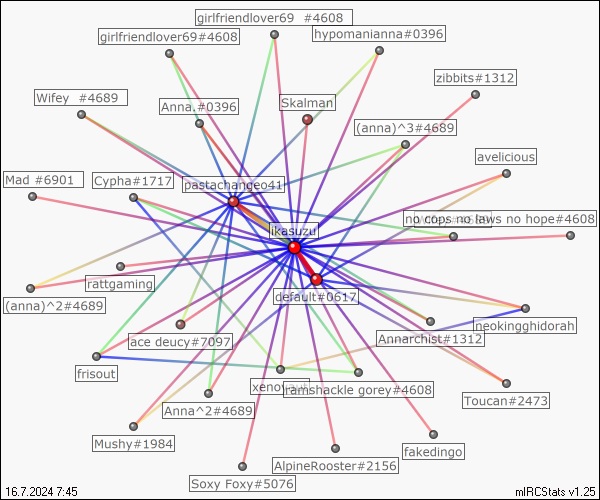 girlfriendlover69  #4608
girlfriendlover69#4608
hypomanianna#0396
zibbits#1312
Wifey  #4689
Anna.#0396
Skalman
(anna)^3#4689
avelicious
Mad #6901
Cypha#1717
pastachangeo41
no cops no laws no hope#4608
ikasuzu
rattgaming
default#0617
(anna)^2#4689
neokingghidorah
ace deucy#7097
Annarchist#1312
frisout
ramshackle gorey#4608
Toucan#2473
Anna^2#4689
Mushy#1984
fakedingo
AlpineRooster#2156
Soxy Foxy#5076
16.7.2024 7:45
mIRCStats v1.25